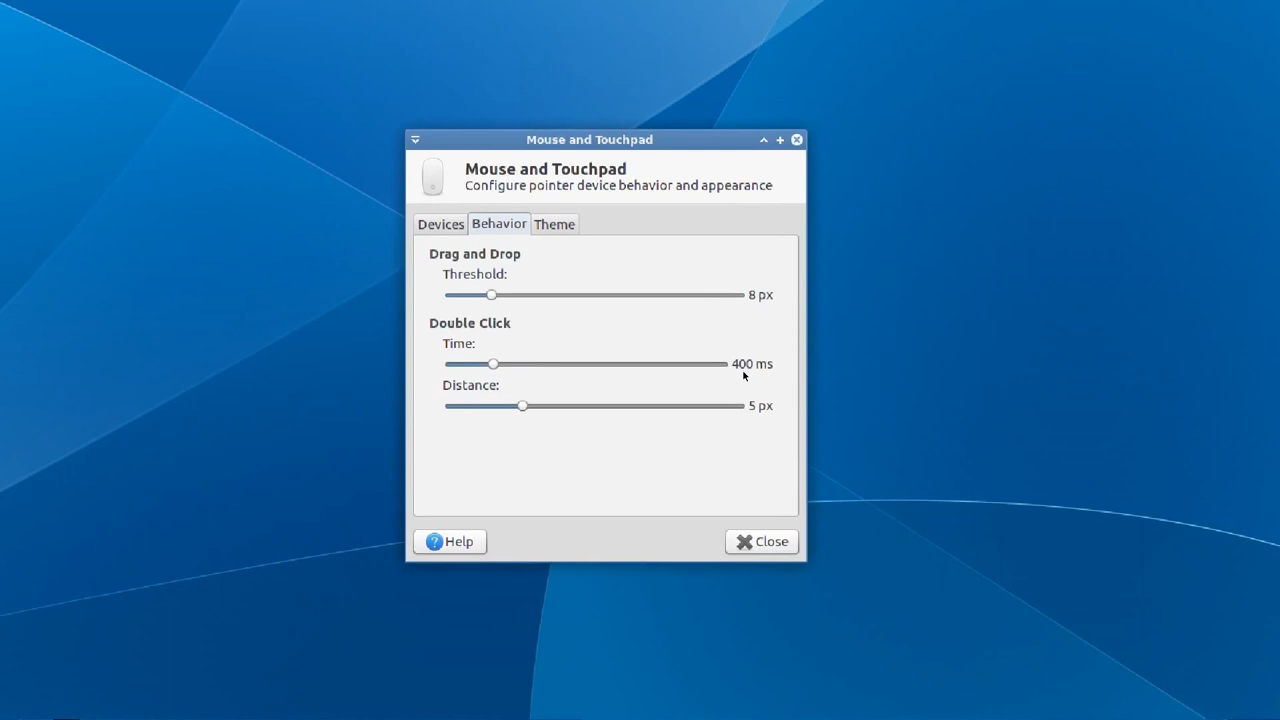 Mouse and Touchpad
Mouse and Touchpad
Configure pointer device behavior and appearance
Devices Behavior Theme
Drag and Drop
Threshold:
8 px
Double Click
Time:
400 ms
Distance:
5 px
Help Close